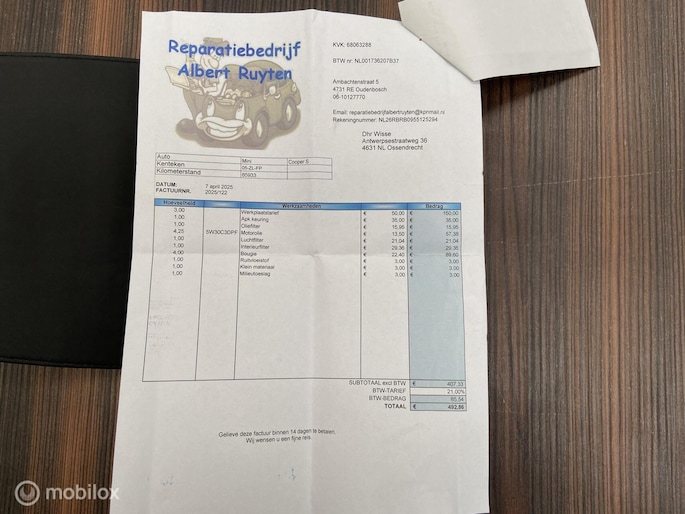 Reparatiebedrijf
Albert Ruyten
KVK: 68063288
BTW nr: NL001736207B37
Ambachtenstraat 5
4731 RE Oudenbosch
06-10127770
Email: reparatiebedrijfalbertruyten@kpnmail.nl
Rekeningnummer: NL26RBRB0955125294
Dhr Wisse
Antwerpsestraatweg 36
4631 NL Ossendrecht
Auto Mini Cooper S
Kenteken 05-ZL-FP
Kilometerstand 85933
DATUM: 7 april 2025
FACTUURNR: 2025/122
Hoeveelheid Werkzaamheden Bedrag
3,00 Werkplaatstarief € 50,00 € 150,00
1,00 Apk keuring € 35,00 € 35,00
1,00 Oliefilter € 15,95 € 15,95
4,25 5W30C3DPF Motorolie € 13,50 € 57,38
1,00 Luchtfilter € 21,04 € 21,04
1,00 Interieurfilter € 29,36 € 29,36
4,00 Bougie € 22,40 € 89,60
1,00 Ruitvloeistof € 3,00 € 3,00
1,00 Klein materiaal € 3,00 € 3,00
1,00 Milieutoeslag € 3,00 € 3,00
SUBTOTAAL excl BTW € 407,33
BTW-TARIEF 21,00%
BTW-BEDRAG € 85,54
TOTAAL € 492,86
Gelieve deze factuur binnen 14 dagen te betalen.
Wij wensen u een fijne reis.
mobilox